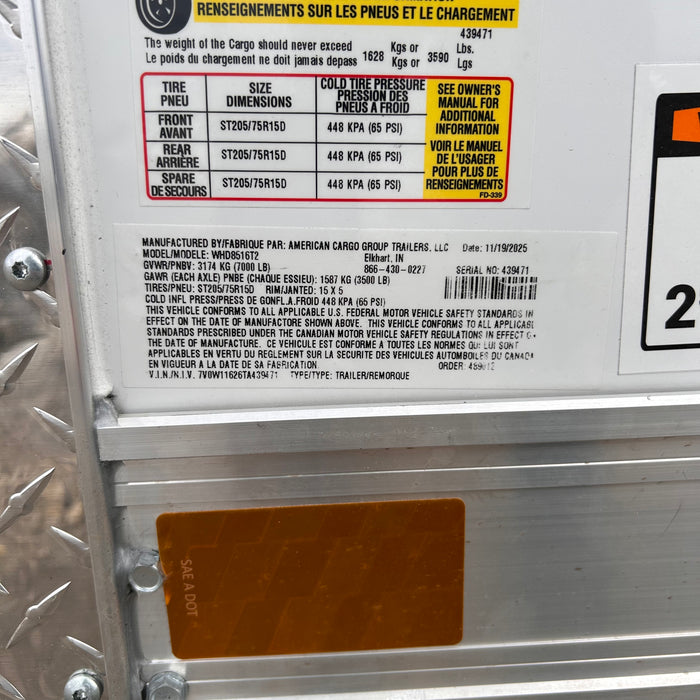 RENSEIGNEMENTS SUR LES PNEUS ET LE CHARGEMENT
439471
The weight of the Cargo should never exceed 1628 Kgs or 3590 Lbs.
Le poids du chargement ne doit jamais depass Kgs or Lgs
TIRE PNEU SIZE DIMENSIONS COLD TIRE PRESSURE PRESSION DES PNEUS A FROID
FRONT AVANT ST205/75R15D 448 KPA (65 PSI)
REAR ARRIÈRE ST205/75R15D 448 KPA (65 PSI)
SPARE DE SECOURS ST205/75R15D 448 KPA (65 PSI)
SEE OWNER'S
MANUAL FOR
ADDITIONAL
INFORMATION
VOIR LE MANUEL
DE L'USAGER
POUR PLUS DE
RENSEIGNEMENTS
FD-339
MANUFACTURED BY/FABRIQUE PAR: AMERICAN CARGO GROUP TRAILERS, LLC Date: 11/19/2025
MODEL/MODELE: WHD8516T2 Elkhart, IN
GVWR/PNBV: 3174 KG (7000 LB) 866-430-0227 SERIAL NO: 439471
GAWR (EACH AXLE) PNBE (CHAQUE ESSIEU): 1587 KG (3500 LB)
TIRES/PNEU: ST205/75R15D RIM/JANTED: 15 X 5
COLD INFL PRESS/PRESS DE GONFL.A.FROID 448 KPA (65 PSI)
THIS VEHICLE CONFORMS TO ALL APPLICABLE U.S. FEDERAL MOTOR VEHICLE SAFETY STANDARDS IN
EFFECT ON THE DATE OF MANUFACTORE SHOWN ABOVE. THIS VEHICLE CONFORMS TO ALL APPLICABL
STANDARDS PRESCRIBED UNDER THE CANADIAN MOTOR VEHICLE SAFETY REGULATIONS IN EFFECT
THE DATE OF MANUFACTURE. CE VEHICULE EST CONFORME A TOUTES LES NORMES QUI LUI SONT
APPLICABLES EN VERTU DU REGLEMENT SUR LA SECURITE DES VEHICULES AUTOMBOILES DU CANADA
EN VIGUEUR A LA DATE DE SA FABRICATION. ORDER:
V.I.N./N.I.V. 7V0W11626TA439471 TYPE/TYPE: TRAILER/REMORQUE
SAE A DOT